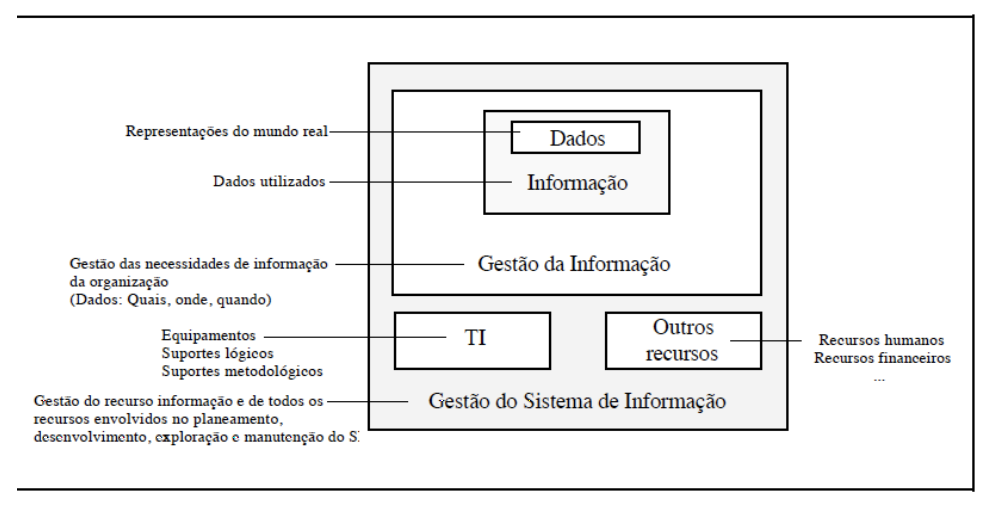 Representações do mundo real
Dados
Dados utilizados
Informação
Gestão das necessidades de informação
da organização
(Dados: Quais, onde, quando)
Gestão da Informação
Equipamentos
Suportes lógicos
Suportes metodológicos
TI
Outros
recursos
Recursos humanos
Recursos financeiros
...
Gestão do recurso informação e de todos os
recursos envolvidos no planeamento,
desenvolvimento, exploração e manutenção do S
Gestão do Sistema de Informação